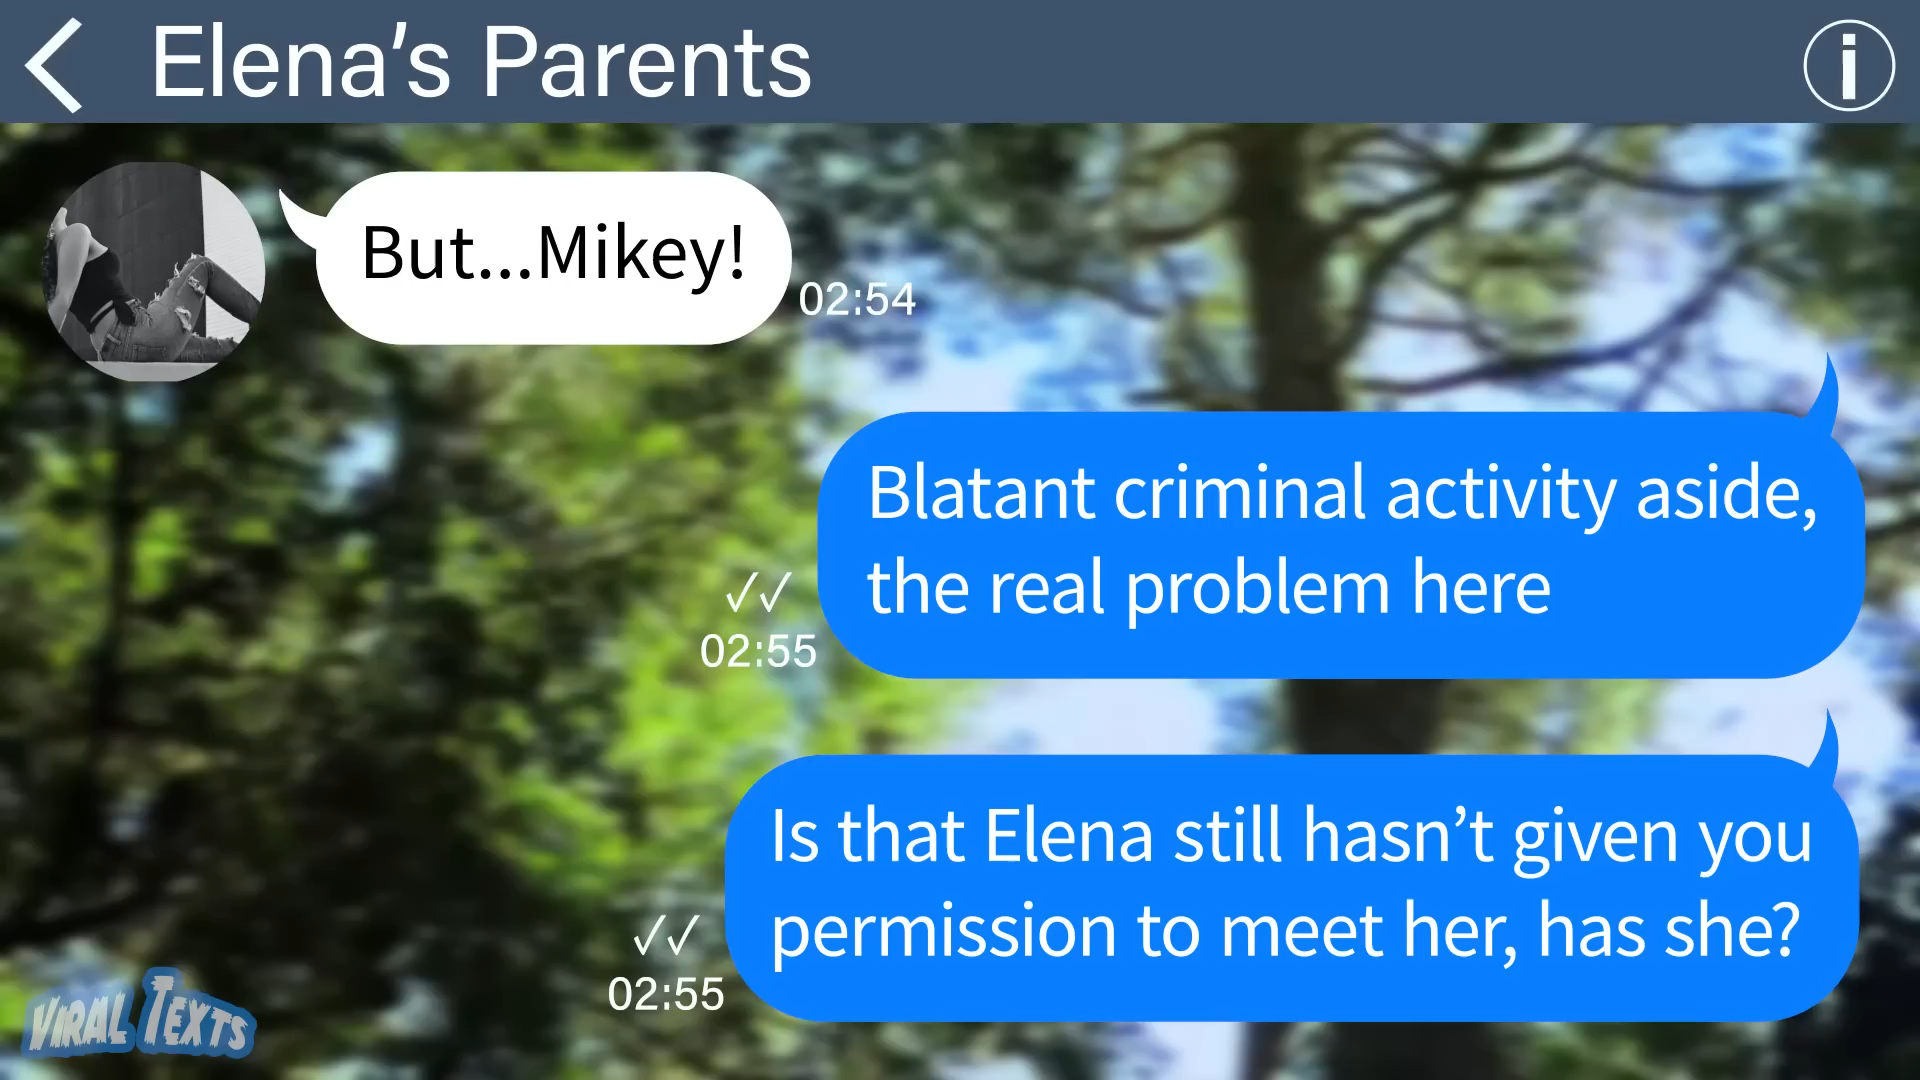 Elena’s Parents
But...Mikey!
02:54
Blatant criminal activity aside,
the real problem here
02:55
Is that Elena still hasn’t given you
permission to meet her, has she?
02:55
VIRAL TEXTS